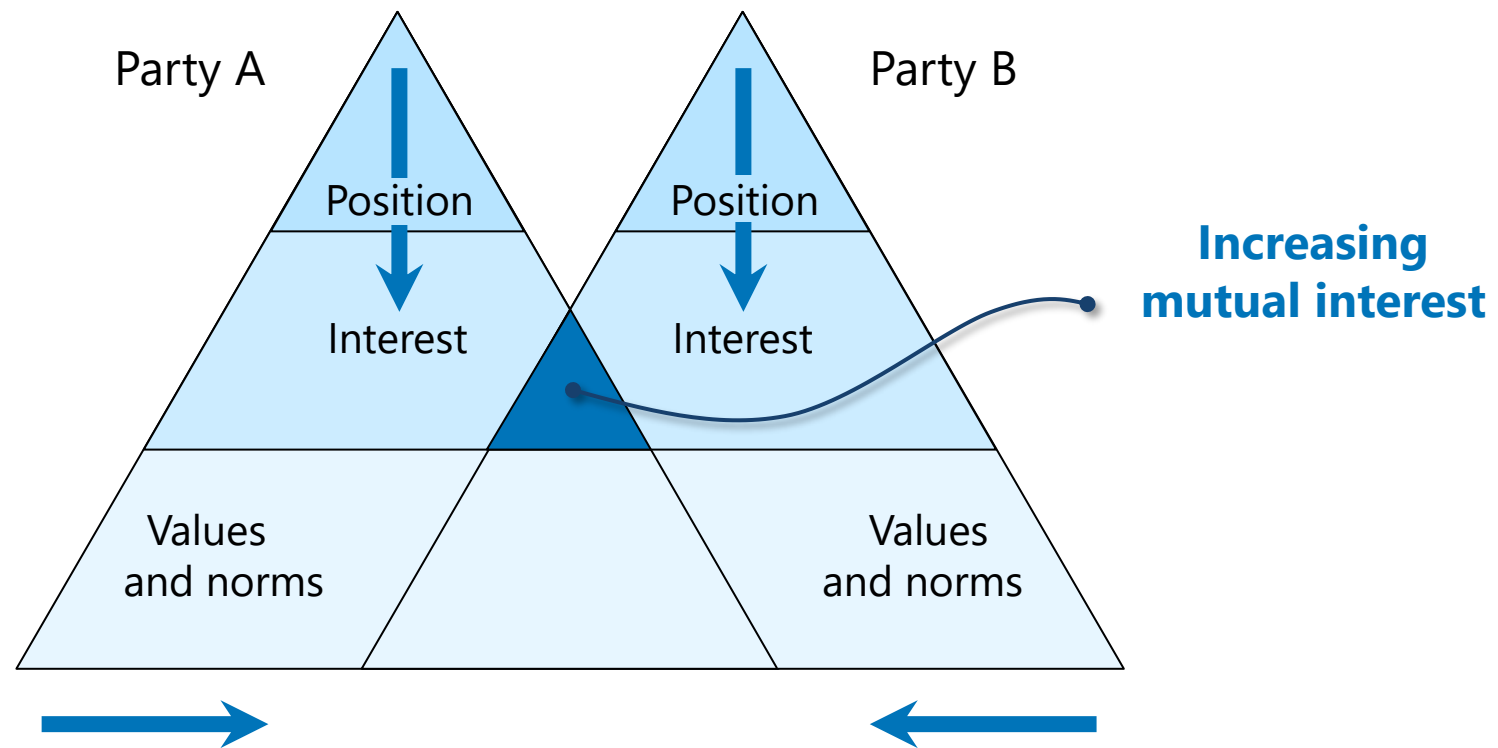 Party A
Party B
Position
Position
Increasing
mutual interest
Interest
Interest
Values
and norms
Values
and norms